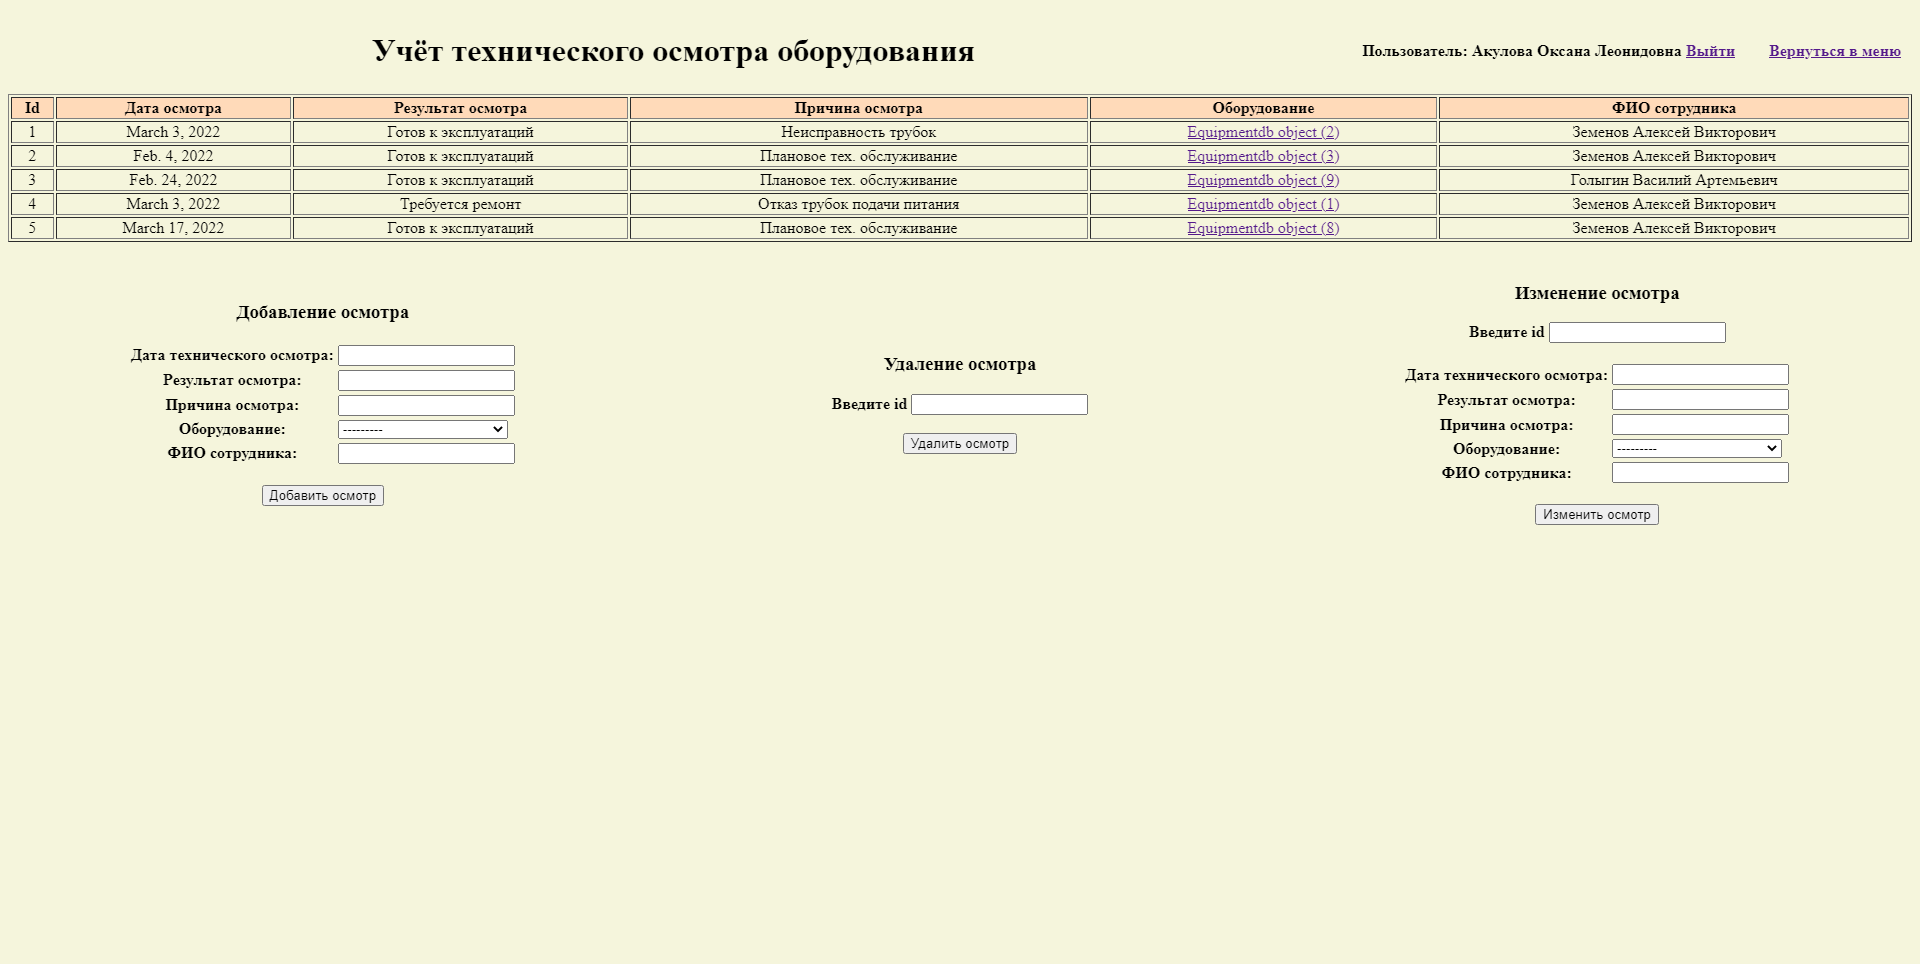 Учёт технического осмотра оборудования
Пользователь: Акулова Оксана Леонидовна Выйти Вернуться в меню
Id Дата осмотра Результат осмотра Причина осмотра Оборудование ФИО сотрудника
1 March 3, 2022 Готов к эксплуатаций Неисправность трубок Equipmentdb object (2) Земенов Алексей Викторович
2 Feb. 4, 2022 Готов к эксплуатаций Плановое тех. обслуживание Equipmentdb object (3) Земенов Алексей Викторович
3 Feb. 24, 2022 Готов к эксплуатаций Плановое тех. обслуживание Equipmentdb object (9) Голыгин Василий Артемьевич
4 March 3, 2022 Требуется ремонт Отказ трубок подачи питания Equipmentdb object (1) Земенов Алексей Викторович
5 March 17, 2022 Готов к эксплуатаций Плановое тех. обслуживание Equipmentdb object (8) Земенов Алексей Викторович
Добавление осмотра
Дата технического осмотра:
Результат осмотра:
Причина осмотра:
Оборудование: ---------
ФИО сотрудника:
Добавить осмотр
Удаление осмотра
Введите id
Удалить осмотр
Изменение осмотра
Введите id
Дата технического осмотра:
Результат осмотра:
Причина осмотра:
Оборудование: ---------
ФИО сотрудника:
Изменить осмотр